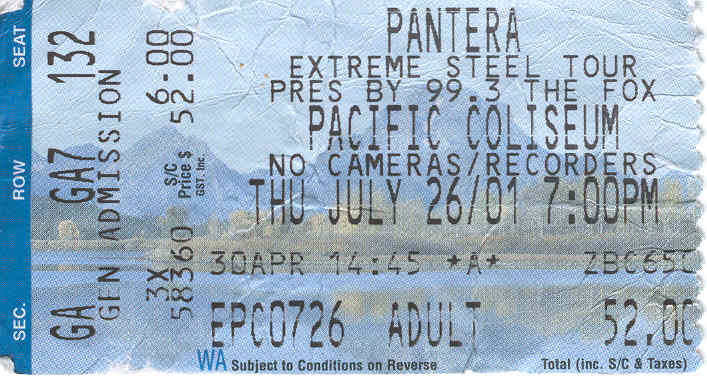 PANTERA
EXTREME STEEL TOUR
PRES BY 99.3 THE FOX
PACIFIC COLISEUM
NO CAMERAS/RECORDERS
THU JULY 26/01 7:00PM
30APR 14:45 *A*
EPC0726 ADULT 52.00
WA Subject to Conditions on Reverse Total (inc. S/C & Taxes)
SEC. ROW SEAT
GA GA7 132
GEN ADMISSION
3X S/C 6.00
58360 Price $ 52.00
GST Inc.